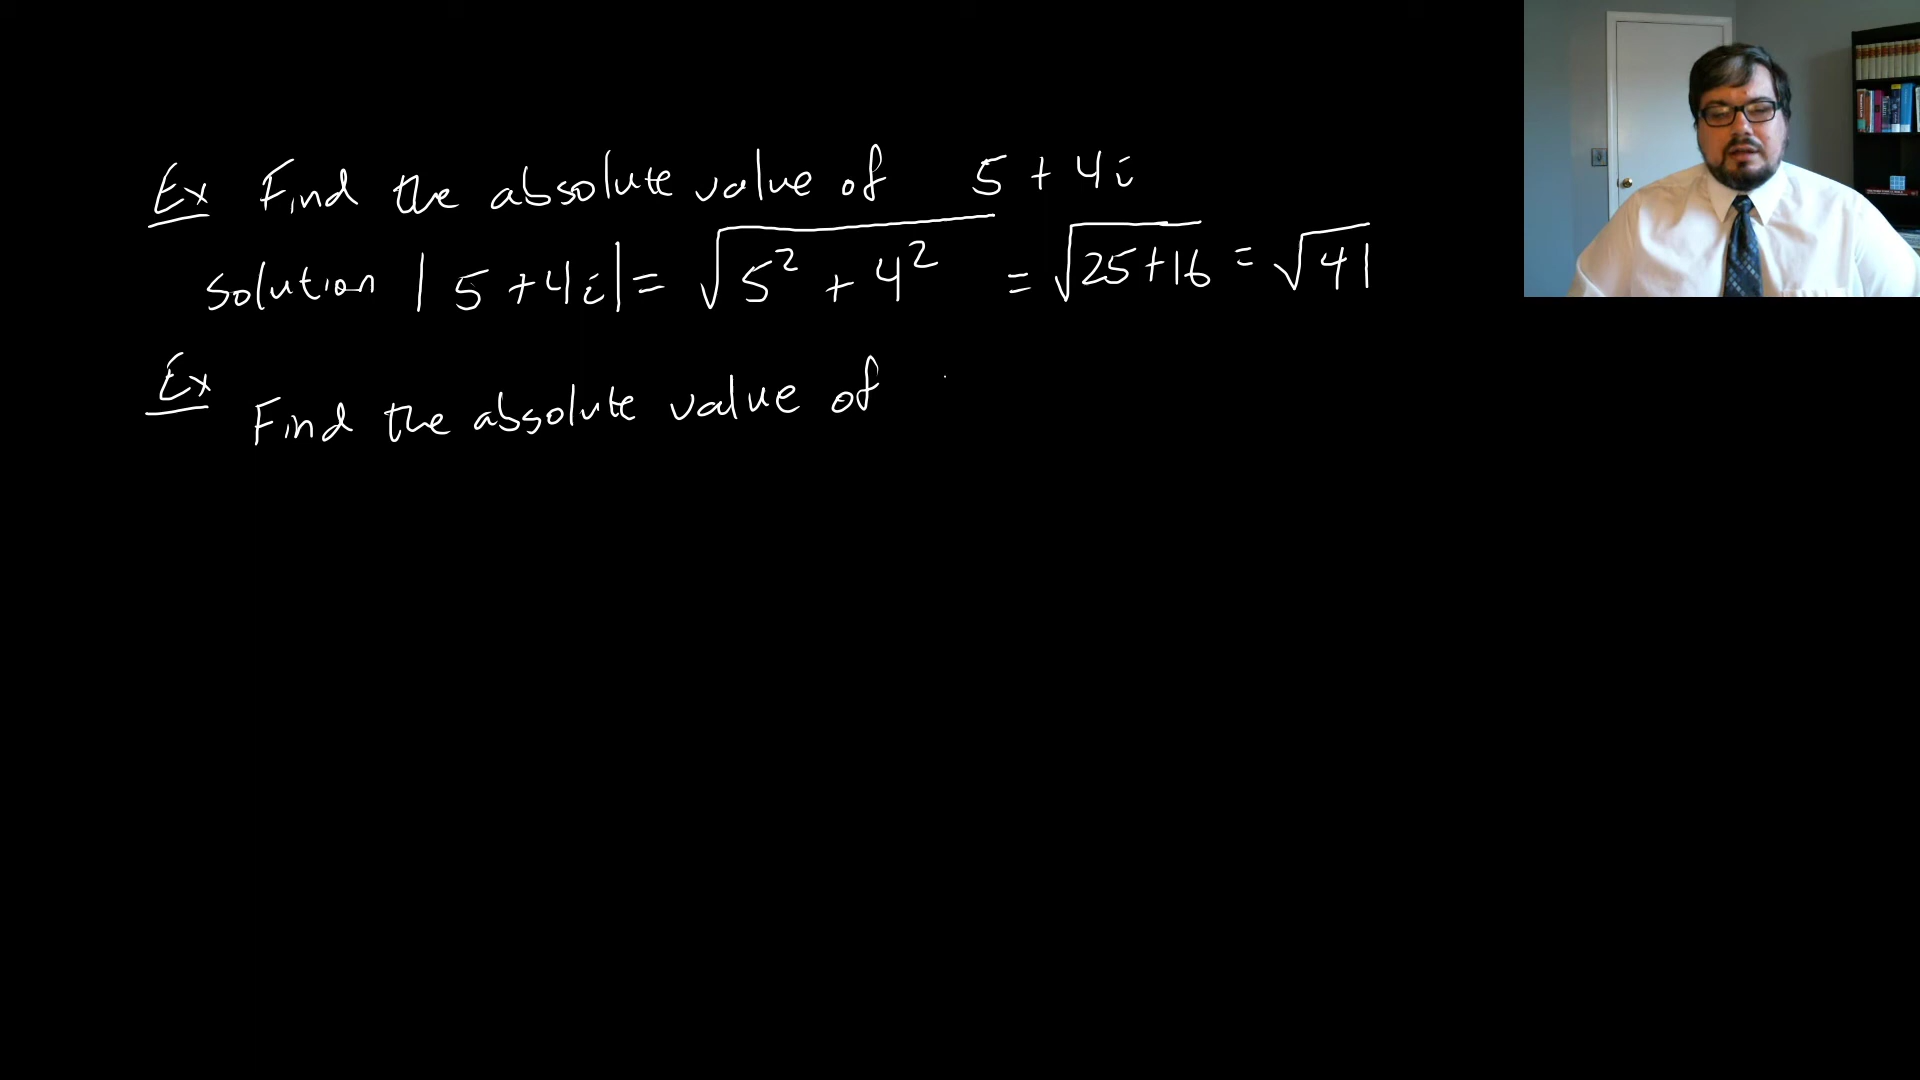 Ex Find the absolute value of 5 + 4i
solution |5 + 4i| = √(5² + 4²) = √(25+16) = √41
Ex
Find the absolute value of